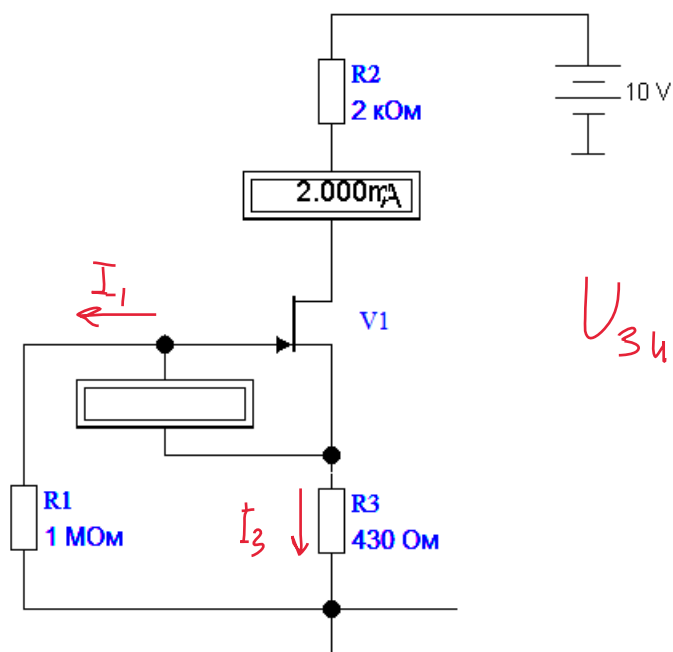 R2
2 кОм
10 V
2.000mA
I₁
V1
Uзи
R1
1 МОм
I₃
R3
430 Ом